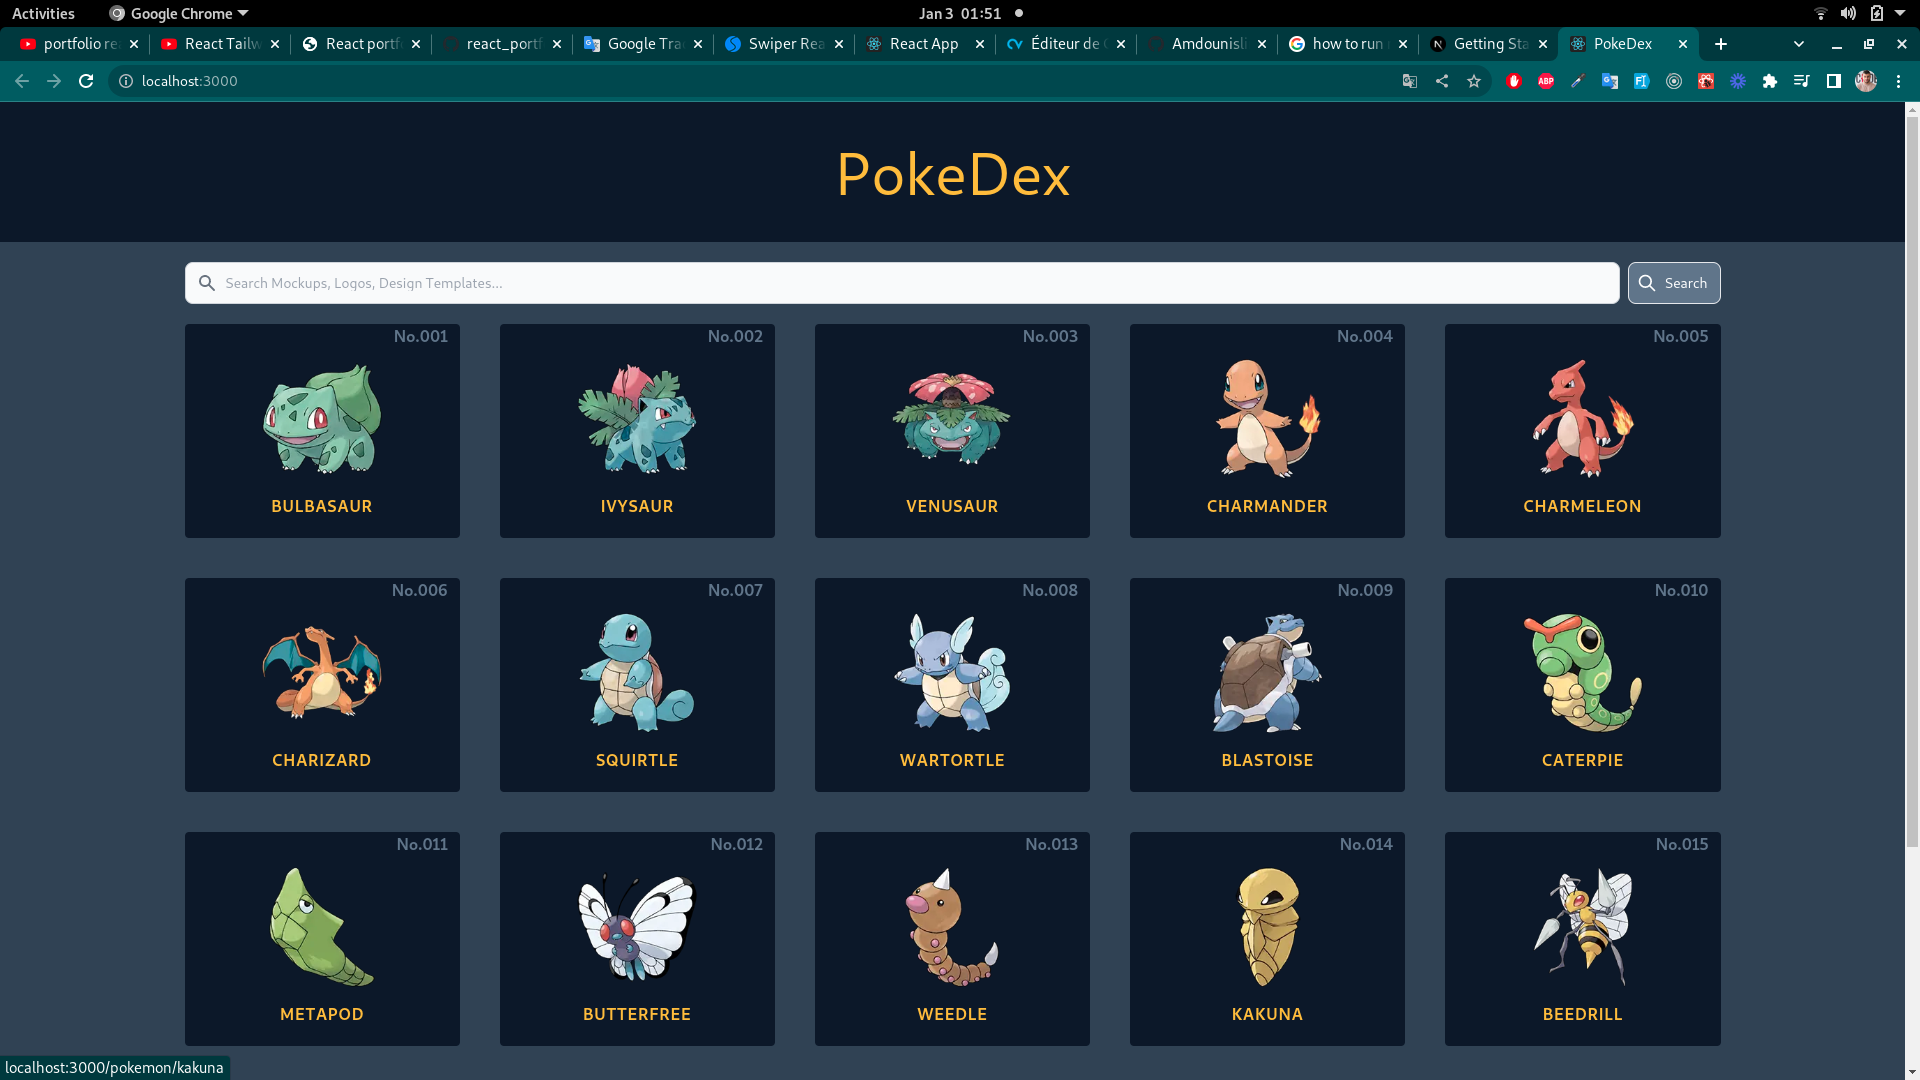 Activities Google Chrome Jan 3 01:51
portfolio re React Tailw React portf react_portf Google Tra Swiper Rea React App Éditeur de Amdounisli how to run Getting Sta PokeDex
localhost:3000
ABP
PokeDex
Search Mockups, Logos, Design Templates... Search
No.001 No.002 No.003 No.004 No.005
BULBASAUR IVYSAUR VENUSAUR CHARMANDER CHARMELEON
No.006 No.007 No.008 No.009 No.010
CHARIZARD SQUIRTLE WARTORTLE BLASTOISE CATERPIE
No.011 No.012 No.013 No.014 No.015
METAPOD BUTTERFREE WEEDLE KAKUNA BEEDRILL
localhost:3000/pokemon/kakuna